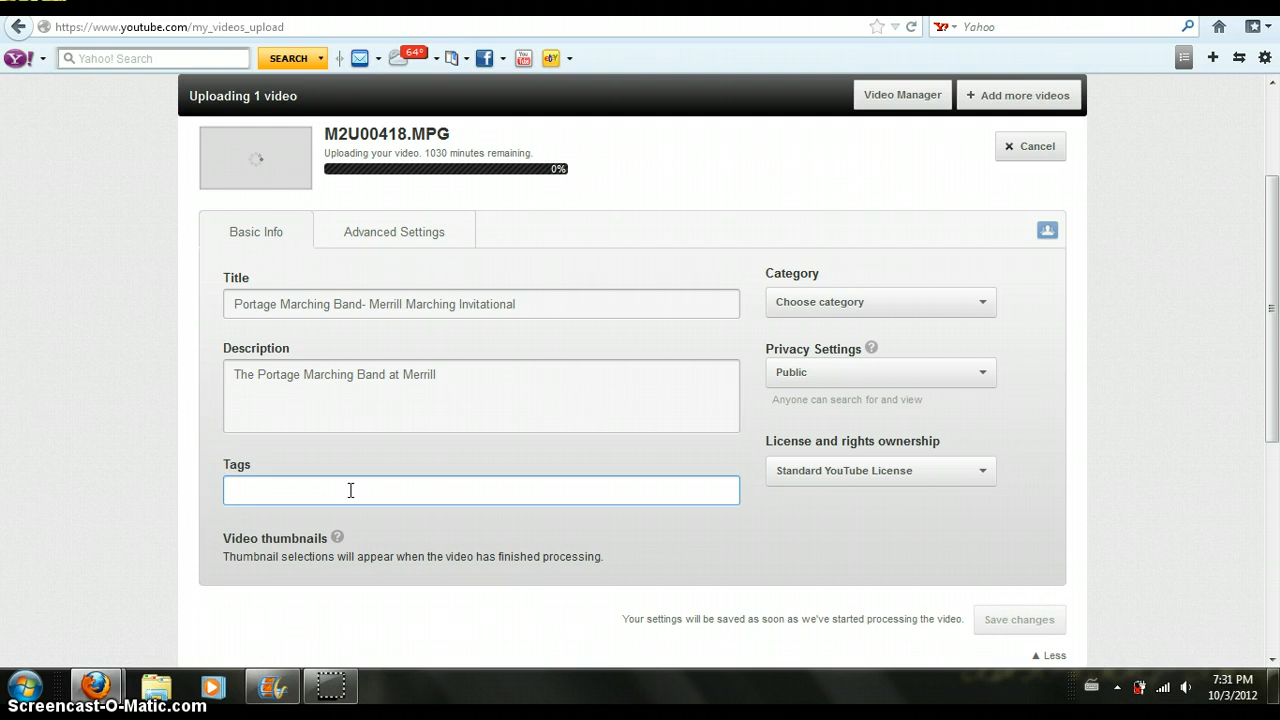 https://www.youtube.com/my_videos_upload
Yahoo
Yahoo! Search
SEARCH
64°
Uploading 1 video
Video Manager
+ Add more videos
M2U00418.MPG
Uploading your video. 1030 minutes remaining.
0%
Cancel
Basic Info
Advanced Settings
Title
Portage Marching Band- Merrill Marching Invitational
Description
The Portage Marching Band at Merrill
Tags
Video thumbnails
Thumbnail selections will appear when the video has finished processing.
Category
Choose category
Privacy Settings
Public
Anyone can search for and view
License and rights ownership
Standard YouTube License
Your settings will be saved as soon as we've started processing the video.
Save changes
Less
7:31 PM
10/3/2012
Screencast-O-Matic.com